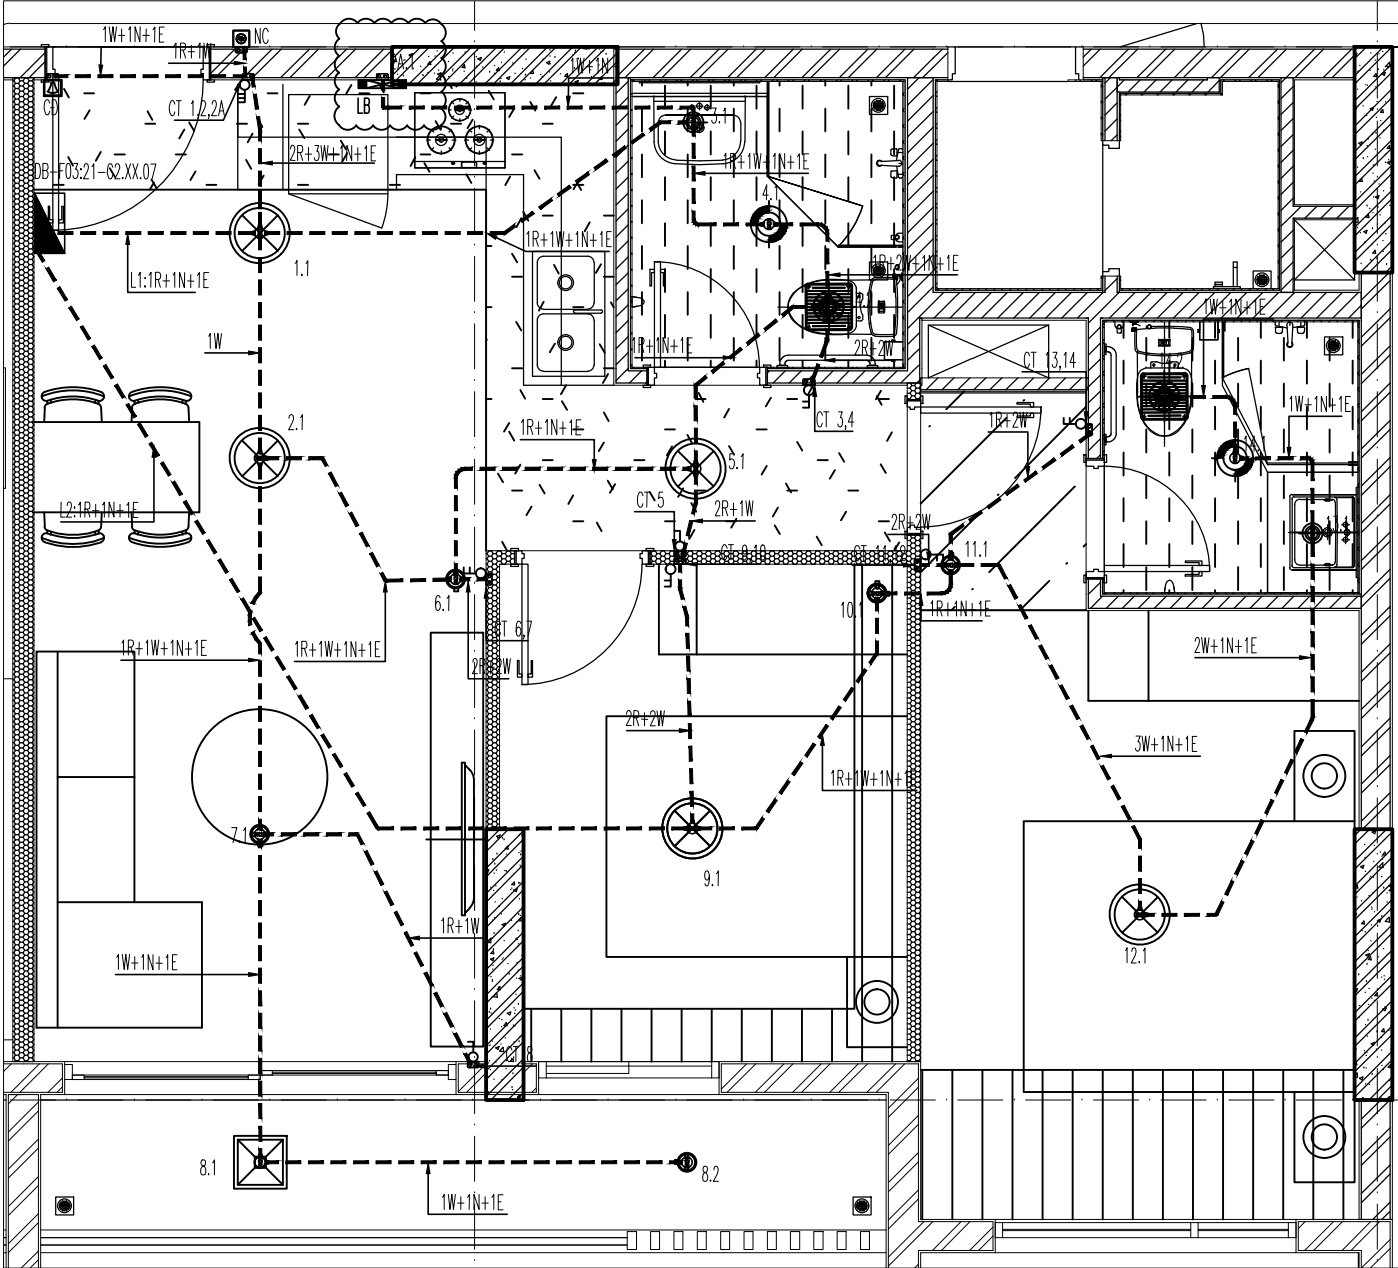 1W+1N+1E
NC
1R+1W
A.1
1W+1N
CD
CT 1,2,2A
LB
3.1
2R+3W+1N+1E
1R+1W+1N+1E
DB-F03:21-02.XX.07
4.1
1R+1W+1N+1E
1R+2W+1N+1E
1.1
L1:1R+1N+1E
1W+1N+1E
1W
1R+1N+1E
2R+2W
CT 13,14
2.1
1R+1N+1E
CT 3,4
1R+2W
1W+1N+1E
14.1
5.1
L2:1R+1N+1E
CT 5
2R+1W
2R+2W
CT 9,10
11.1
6.1
10.1
1R+1N+1E
CT 6,7
1R+1W+1N+1E
1R+1W+1N+1E
2R+2W
2W+1N+1E
2R+2W
3W+1N+1E
1R+1W+1N+1E
7.1
9.1
1R+1W
12.1
1W+1N+1E
CT 8
8.1
8.2
1W+1N+1E